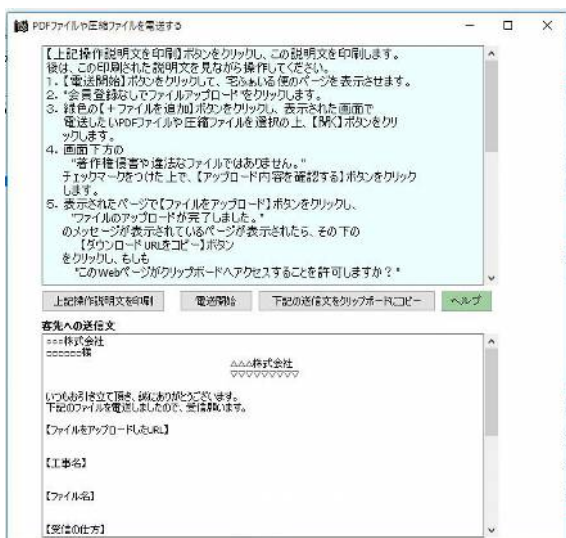 PDFファイルや圧縮ファイルを電送する
【上記操作説明文を印刷】ボタンをクリックし、この説明文を印刷します。
後は、この印刷された説明文を見ながら操作してください。
1.【電送開始】ボタンをクリックして、宅ふぁいる便のページを表示させます。
2. "会員登録なしでファイルアップロード"をクリックします。
3. 緑色の【+ファイルを追加】ボタンをクリックし、表示された画面で
電送したいPDFファイルや圧縮ファイルを選択の上、【開く】ボタンをクリ
ックします。
4. 画面下方の
"著作権侵害や違法なファイルではありません。"
チェックマークをつけた上で、【アップロード内容を確認する】ボタンをクリック
します。
5. 表示されたページで【ファイルをアップロード】ボタンをクリックし、
"ファイルのアップロードが完了しました。"
のメッセージが表示されているページが表示されたら、その下の
【ダウンロードURLをコピー】ボタン
をクリックし、もしも
"このWebページがクリップボードへアクセスすることを許可しますか?"
上記操作説明文を印刷 電送開始 下記の送信文をクリップボードにコピー ヘルプ
客先への送信文
○○○株式会社
○○○○○○様
△△△株式会社
▽▽▽▽▽▽▽▽▽
いつもお引き立て頂き、誠にありがとうございます。
下記のファイルを電送しましたので、受信願います。
【ファイルをアップロードしたURL】
【工事名】
【ファイル名】
【受信の仕方】